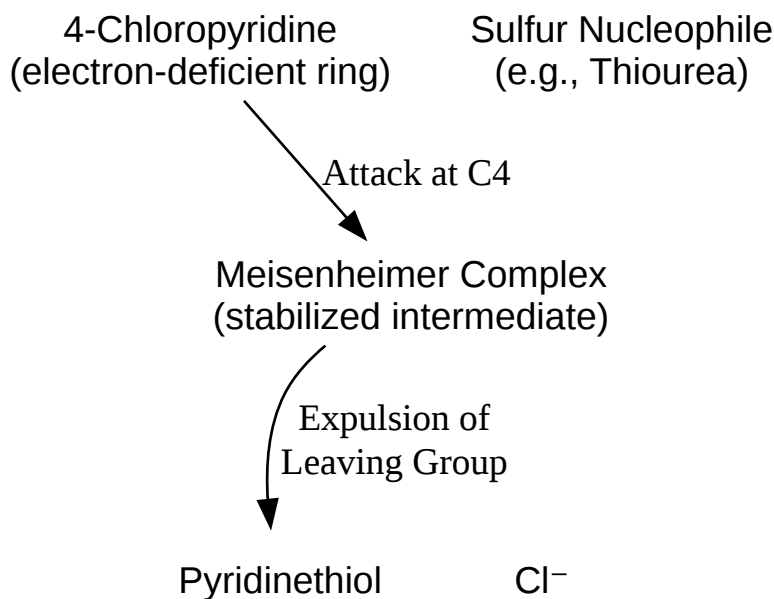 4-Chloropyridine
(electron-deficient ring)
Sulfur Nucleophile
(e.g., Thiourea)
Attack at C4
Meisenheimer Complex
(stabilized intermediate)
Expulsion of
Leaving Group
Pyridinethiol
Cl⁻